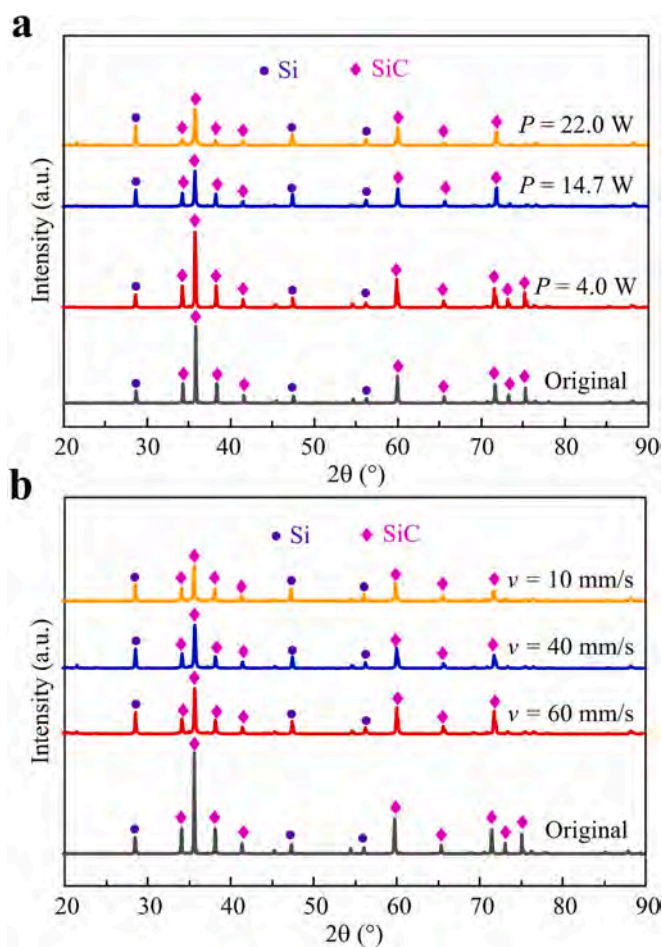 a
Si
SiC
P = 22.0 W
P = 14.7 W
P = 4.0 W
Original
Intensity (a.u.)
20 30 40 50 60 70 80 90
2θ (°)
b
Si
SiC
v = 10 mm/s
v = 40 mm/s
v = 60 mm/s
Original
Intensity (a.u.)
20 30 40 50 60 70 80 90
2θ (°)